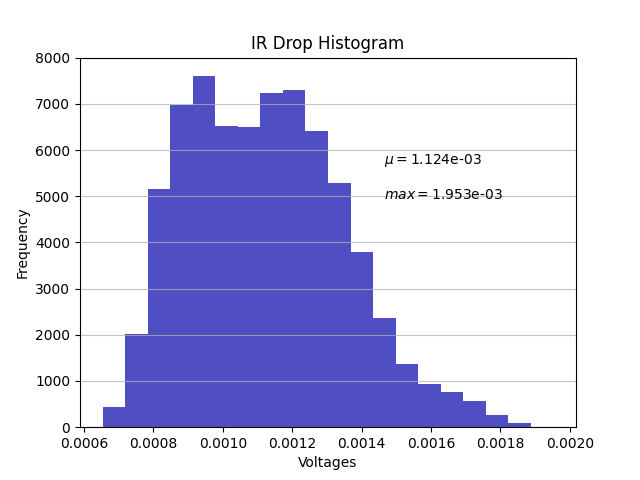 IR Drop Histogram
8000
7000
6000
5000
4000
3000
2000
1000
0
Frequency
μ = 1.124e-03
max = 1.953e-03
0.0006 0.0008 0.0010 0.0012 0.0014 0.0016 0.0018 0.0020
Voltages